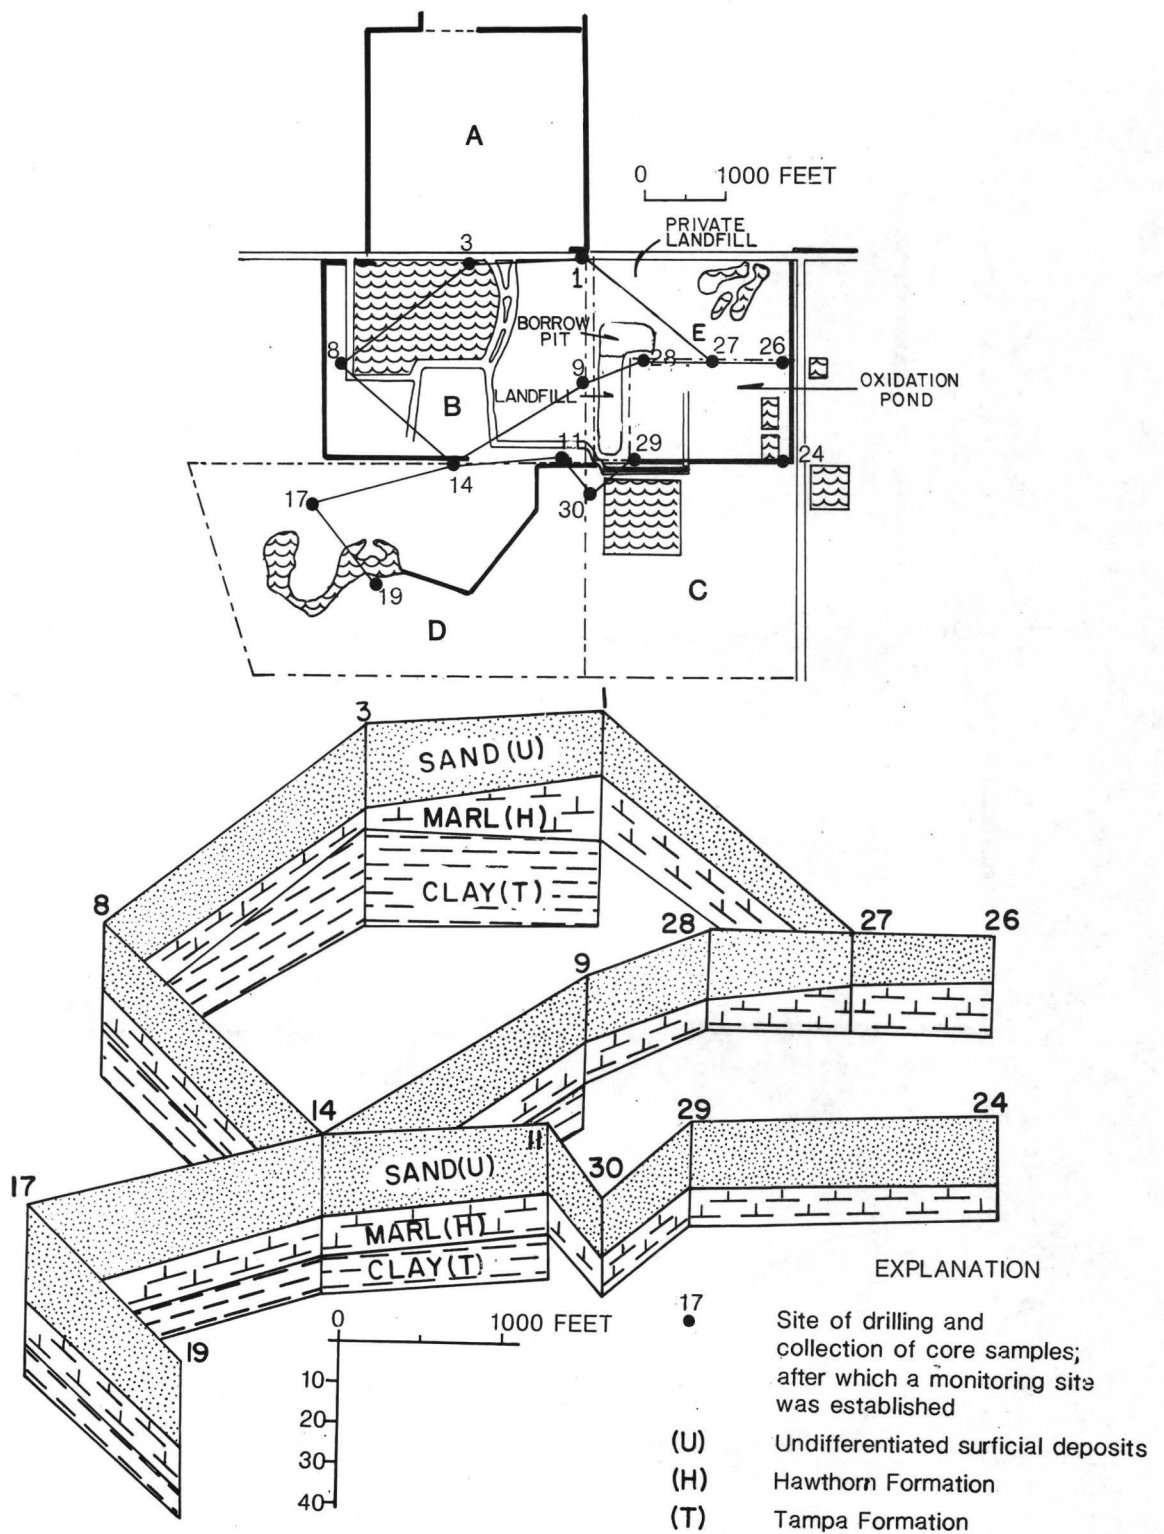 A
0 1000 FEET
PRIVATE
LANDFILL
3
1
BORROW
PIT
E
8
28
27
26
9
OXIDATION
POND
LANDFILL
B
11
29
24
14
17
30
19
C
D
3
1
SAND (U)
MARL (H)
CLAY (T)
8
28
27
26
9
14
11
29
24
30
17
SAND(U)
MARL(H)
CLAY(T)
19
0 1000 FEET
10
20
30
40
EXPLANATION
17
Site of drilling and
collection of core samples;
after which a monitoring site
was established
(U) Undifferentiated surficial deposits
(H) Hawthorn Formation
(T) Tampa Formation